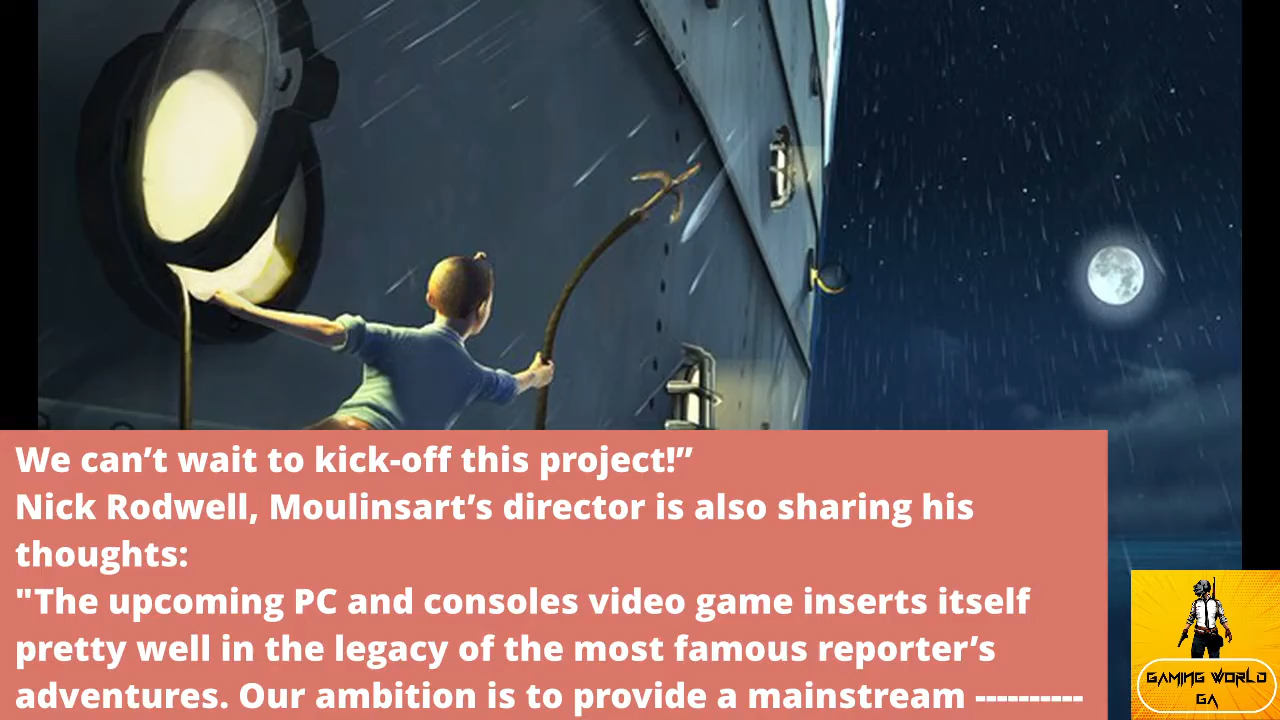 We can’t wait to kick-off this project!”
Nick Rodwell, Moulinsart’s director is also sharing his
thoughts:
"The upcoming PC and consoles video game inserts itself
pretty well in the legacy of the most famous reporter’s
adventures. Our ambition is to provide a mainstream ----------
GAMING WORLD
GA